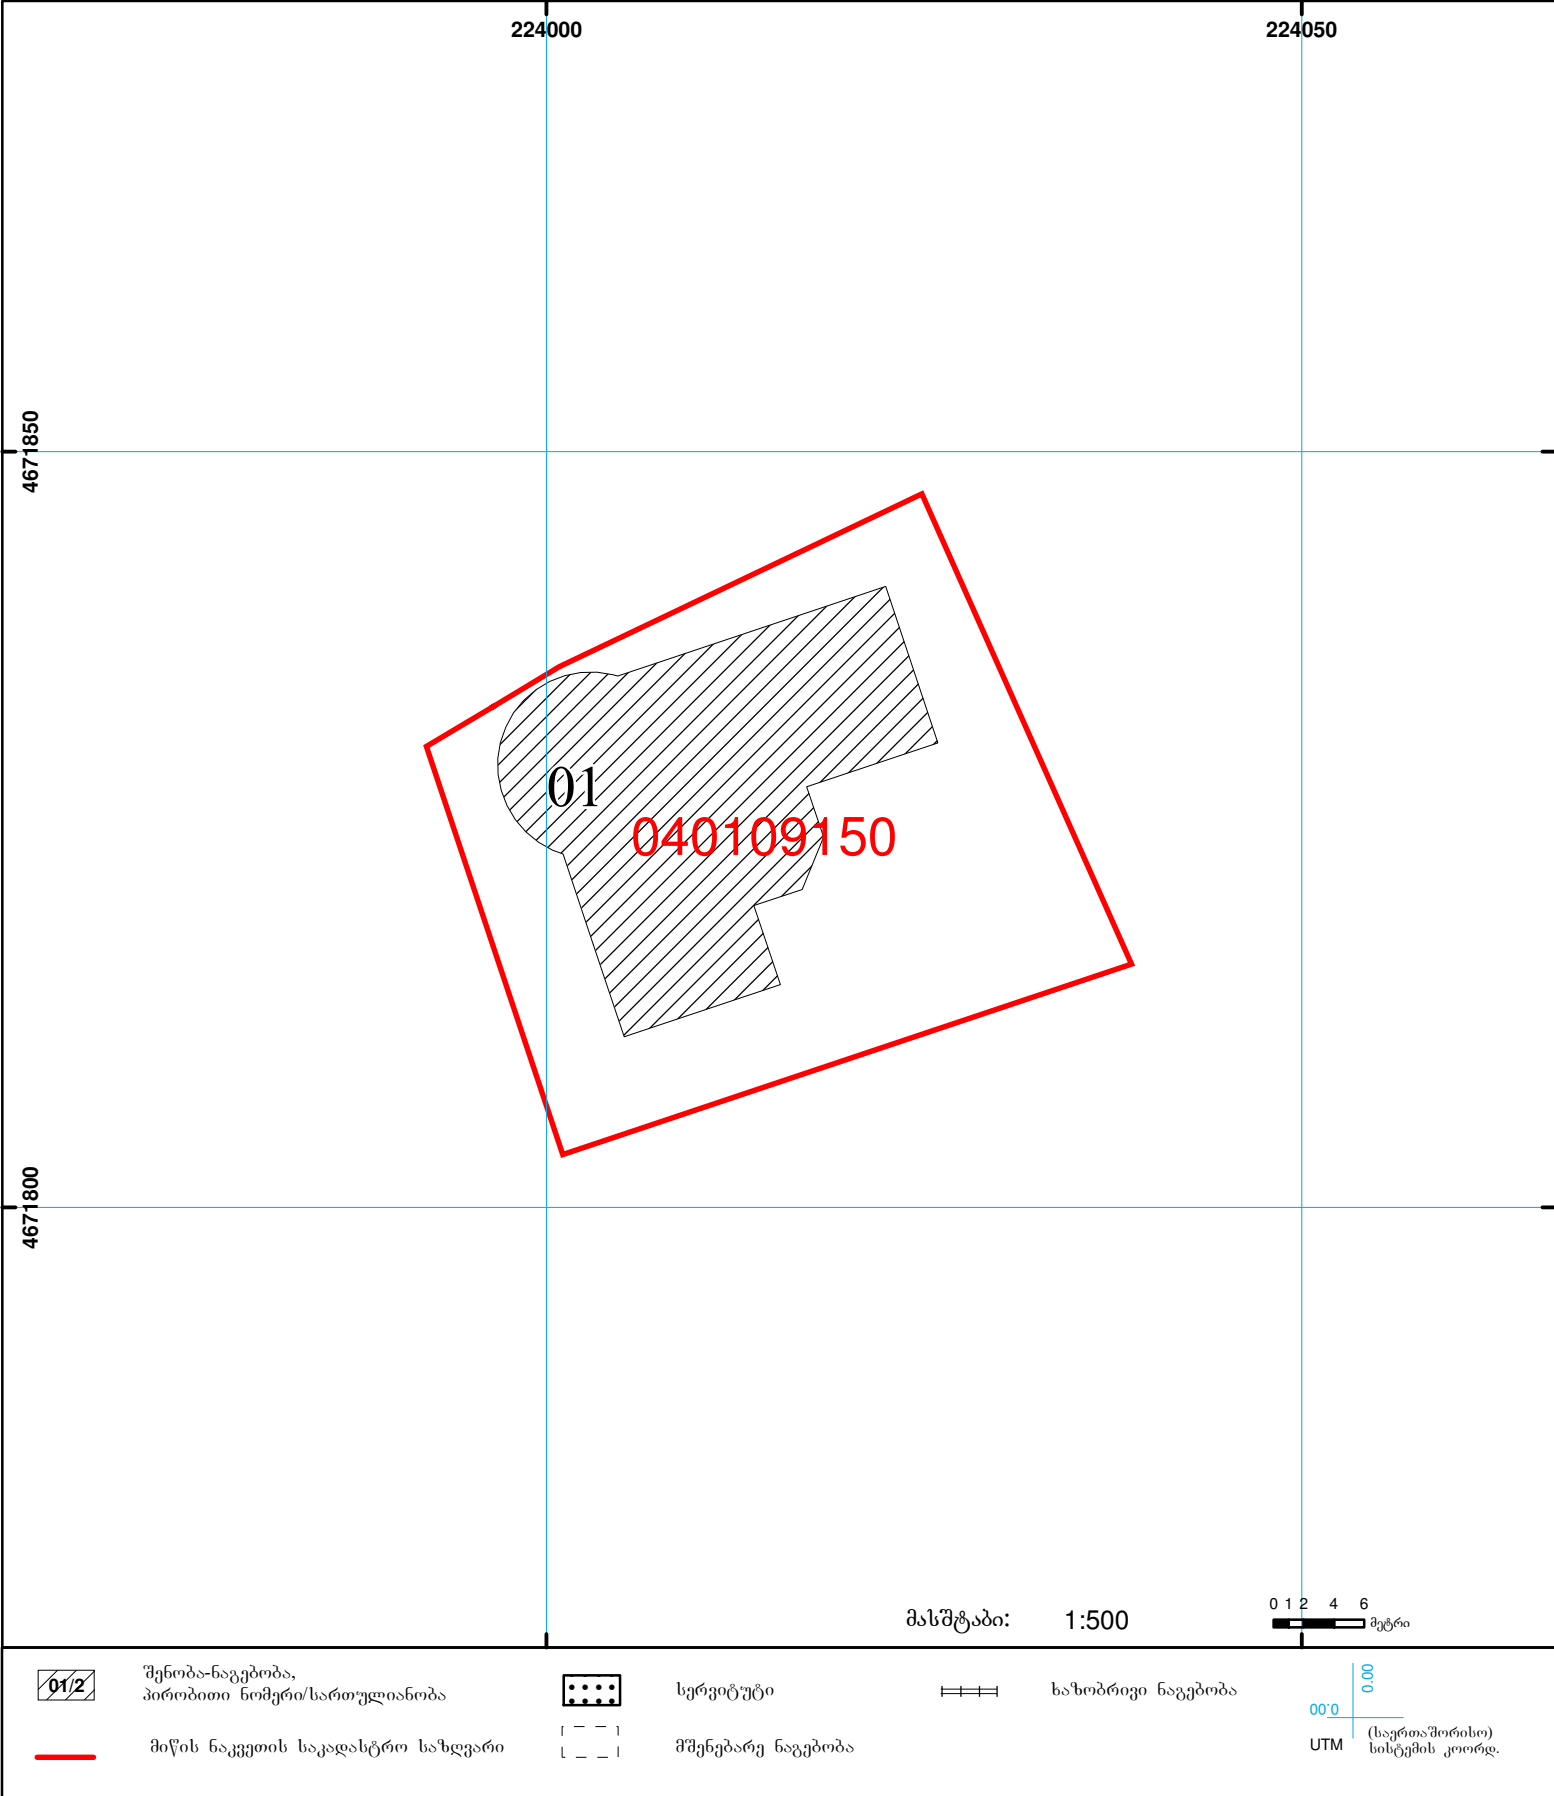 224000
224050
4671850
01
040109150
4671800
მასშტაბი: 1:500
0 1 2 4 6
მეტრი
01/2
შენობა-ნაგებობა,
პირობითი ნომერი/სართულიანობა
სერვიტუტი
ხაზობრივი ნაგებობა
მიწის ნაკვეთის საკადასტრო საზღვარი
მშენებარე ნაგებობა
0.00
00'0
UTM
(საერთაშორისო)
სისტემის კოორდ.